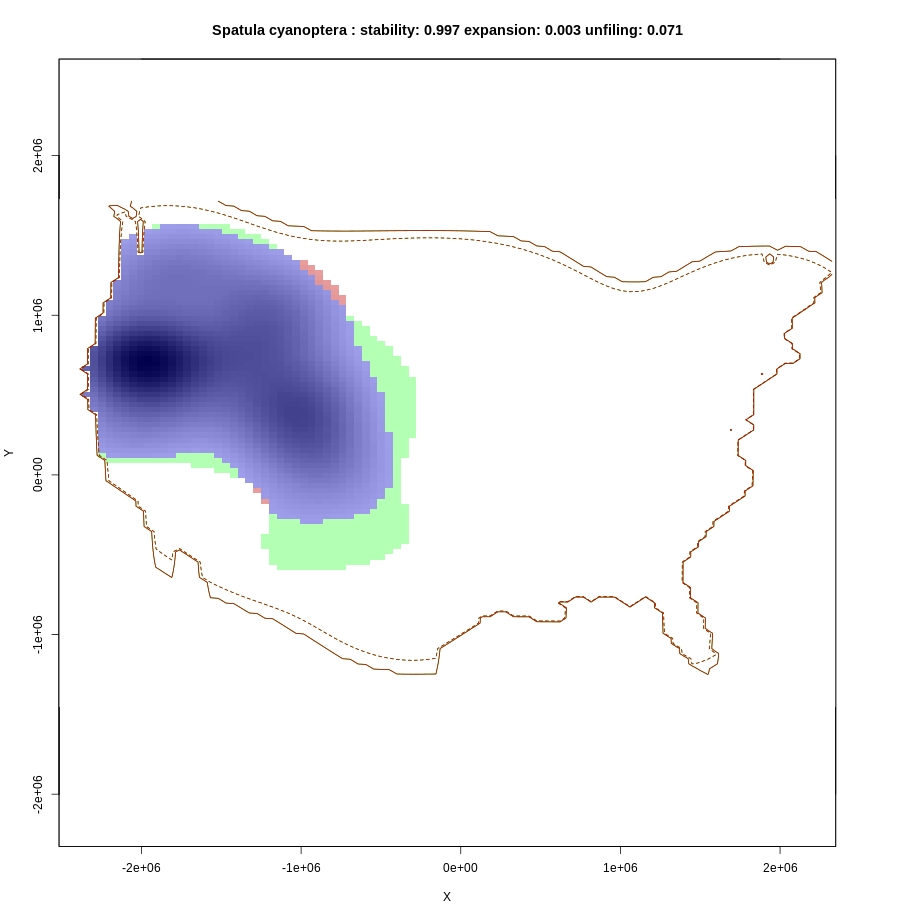 Spatula cyanoptera : stability: 0.997 expansion: 0.003 unfiling: 0.071
2e+06
1e+06
0e+00
-1e+06
-2e+06
Y
-2e+06 -1e+06 0e+00 1e+06 2e+06
X